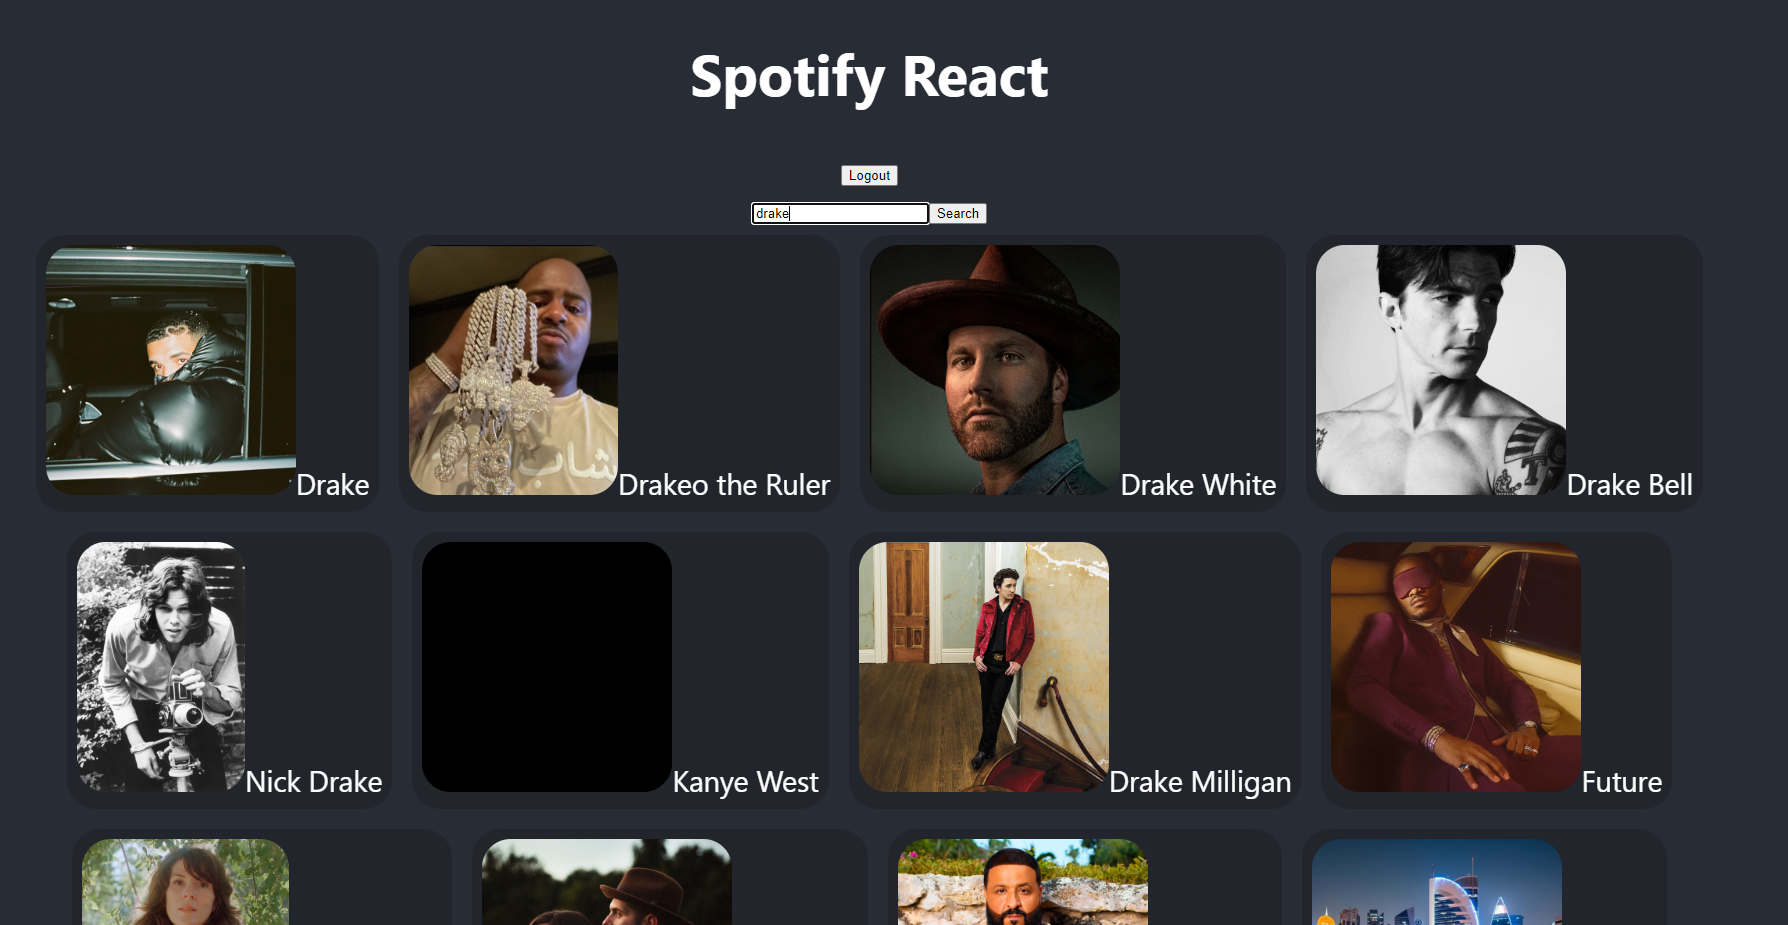 Spotify React
Logout
drake Search
Drake
Drakeo the Ruler
Drake White
Drake Bell
Nick Drake
Kanye West
Drake Milligan
Future